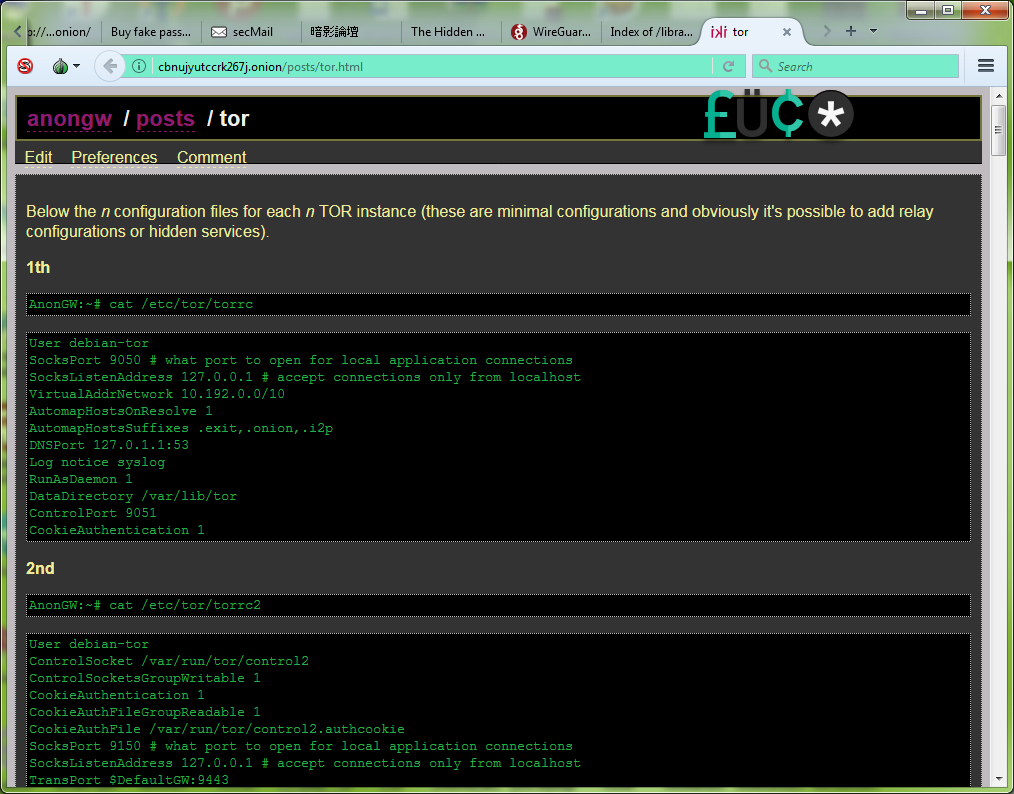 p://...onion/ Buy fake pass... secMail 暗影論壇 The Hidden ... WireGuar... Index of /libra... tor
cbnujyutccrk267j.onion/posts/tor.html Search
anongw / posts / tor £Ü¢*
Edit Preferences Comment
Below the n configuration files for each n TOR instance (these are minimal configurations and obviously it's possible to add relay
configurations or hidden services).
1th
AnonGW:~# cat /etc/tor/torrc
User debian-tor
SocksPort 9050 # what port to open for local application connections
SocksListenAddress 127.0.0.1 # accept connections only from localhost
VirtualAddrNetwork 10.192.0.0/10
AutomapHostsOnResolve 1
AutomapHostsSuffixes .exit,.onion,.i2p
DNSPort 127.0.1.1:53
Log notice syslog
RunAsDaemon 1
DataDirectory /var/lib/tor
ControlPort 9051
CookieAuthentication 1
2nd
AnonGW:~# cat /etc/tor/torrc2
User debian-tor
ControlSocket /var/run/tor/control2
ControlSocketsGroupWritable 1
CookieAuthentication 1
CookieAuthFileGroupReadable 1
CookieAuthFile /var/run/tor/control2.authcookie
SocksPort 9150 # what port to open for local application connections
SocksListenAddress 127.0.0.1 # accept connections only from localhost
TransPort $DefaultGW:9443